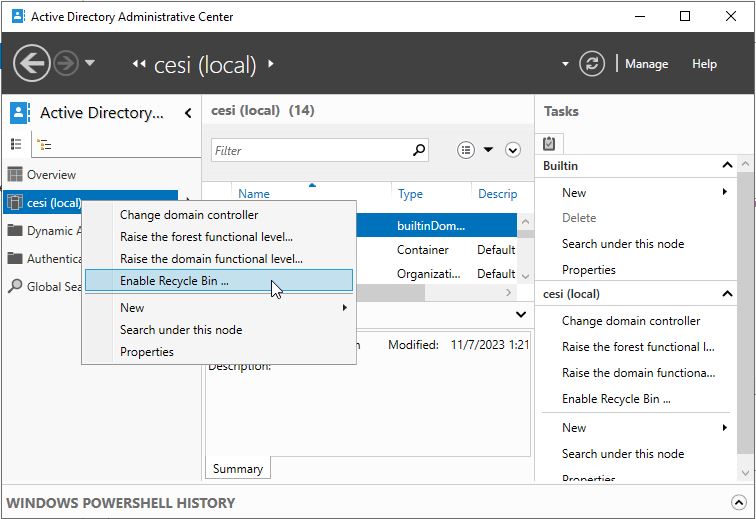 Active Directory Administrative Center
cesi (local)
Manage
Help
Active Directory...
Overview
cesi (local)
Dynamic A
Authentica
Global Sea
Change domain controller
Raise the forest functional level...
Raise the domain functional level...
Enable Recycle Bin ...
New
Search under this node
Properties
cesi (local) (14)
Filter
Name Type Descrip
builtinDom...
Container Default
Organizati... Default
Modified: 11/7/2023 1:21
Description:
Summary
Tasks
Builtin
New
Delete
Search under this node
Properties
cesi (local)
Change domain controller
Raise the forest functional l...
Raise the domain functiona...
Enable Recycle Bin ...
New
Search under this node
Properties
WINDOWS POWERSHELL HISTORY